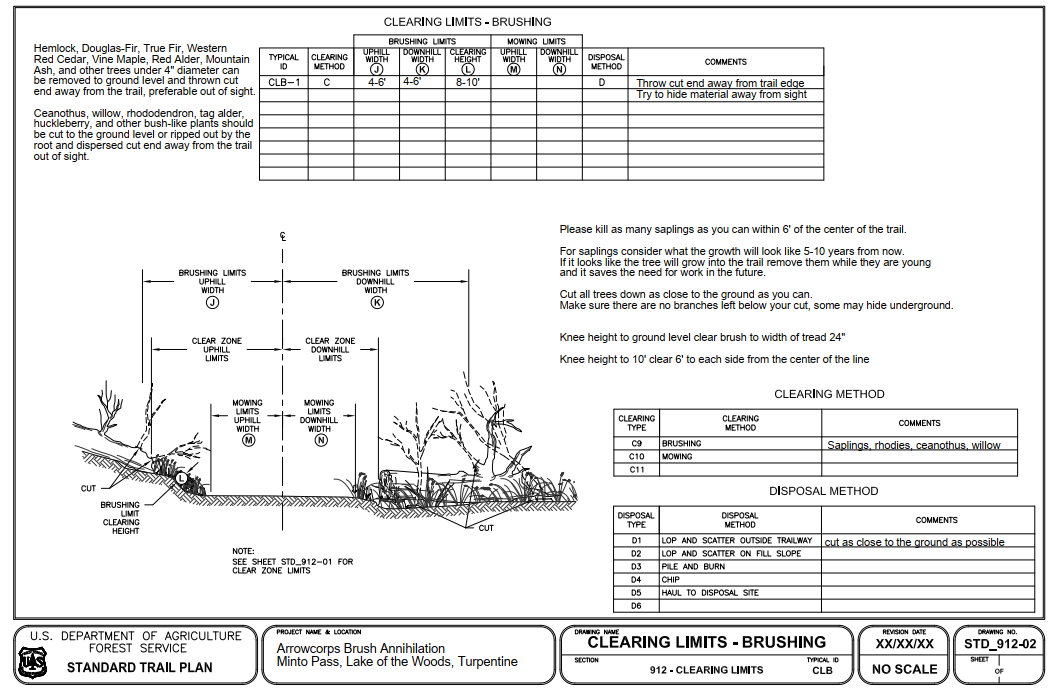 CLEARING LIMITS - BRUSHING
Hemlock, Douglas-Fir, True Fir, Western
Red Cedar, Vine Maple, Red Alder, Mountain
Ash, and other trees under 4" diameter can
be removed to ground level and thrown cut
end away from the trail, preferable out of sight.
Ceanothus, willow, rhododendron, tag alder,
huckleberry, and other bush-like plants should
be cut to the ground level or ripped out by the
root and dispersed cut end away from the trail
out of sight.
BRUSHING LIMITS MOWING LIMITS
TYPICAL ID CLEARING METHOD UPHILL WIDTH J DOWNHILL WIDTH K CLEARING HEIGHT L UPHILL WIDTH M DOWNHILL WIDTH N DISPOSAL METHOD COMMENTS
CLB-1 C 4-6' 4-6' 8-10' D Throw cut end away from trail edge
Try to hide material away from sight
Please kill as many saplings as you can within 6' of the center of the trail.
For saplings consider what the growth will look like 5-10 years from now.
If it looks like the tree will grow into the trail remove them while they are young
and it saves the need for work in the future.
Cut all trees down as close to the ground as you can.
Make sure there are no branches left below your cut, some may hide underground.
Knee height to ground level clear brush to width of tread 24"
Knee height to 10' clear 6' to each side from the center of the line
℄
BRUSHING LIMITS
UPHILL
WIDTH
J
BRUSHING LIMITS
DOWNHILL
WIDTH
K
CLEAR ZONE
UPHILL
LIMITS
CLEAR ZONE
DOWNHILL
LIMITS
MOWING
LIMITS
UPHILL
WIDTH
M
MOWING
LIMITS
DOWNHILL
WIDTH
N
CUT
L
BRUSHING
LIMIT
CLEARING
HEIGHT
CUT
NOTE:
SEE SHEET STD_912-01 FOR
CLEAR ZONE LIMITS
CLEARING METHOD
CLEARING TYPE CLEARING METHOD COMMENTS
C9 BRUSHING Saplings, rhodies, ceanothus, willow
C10 MOWING
C11
DISPOSAL METHOD
DISPOSAL TYPE DISPOSAL METHOD COMMENTS
D1 LOP AND SCATTER OUTSIDE TRAILWAY cut as close to the ground as possible
D2 LOP AND SCATTER ON FILL SLOPE
D3 PILE AND BURN
D4 CHIP
D5 HAUL TO DISPOSAL SITE
D6
U.S. DEPARTMENT OF AGRICULTURE
FOREST SERVICE
STANDARD TRAIL PLAN
UAS
PROJECT NAME & LOCATION
Arrowcorps Brush Annihilation
Minto Pass, Lake of the Woods, Turpentine
DRAWING NAME
CLEARING LIMITS - BRUSHING
SECTION
912 - CLEARING LIMITS
TYPICAL ID
CLB
REVISION DATE
XX/XX/XX
NO SCALE
DRAWING NO.
STD_912-02
SHEET
OF